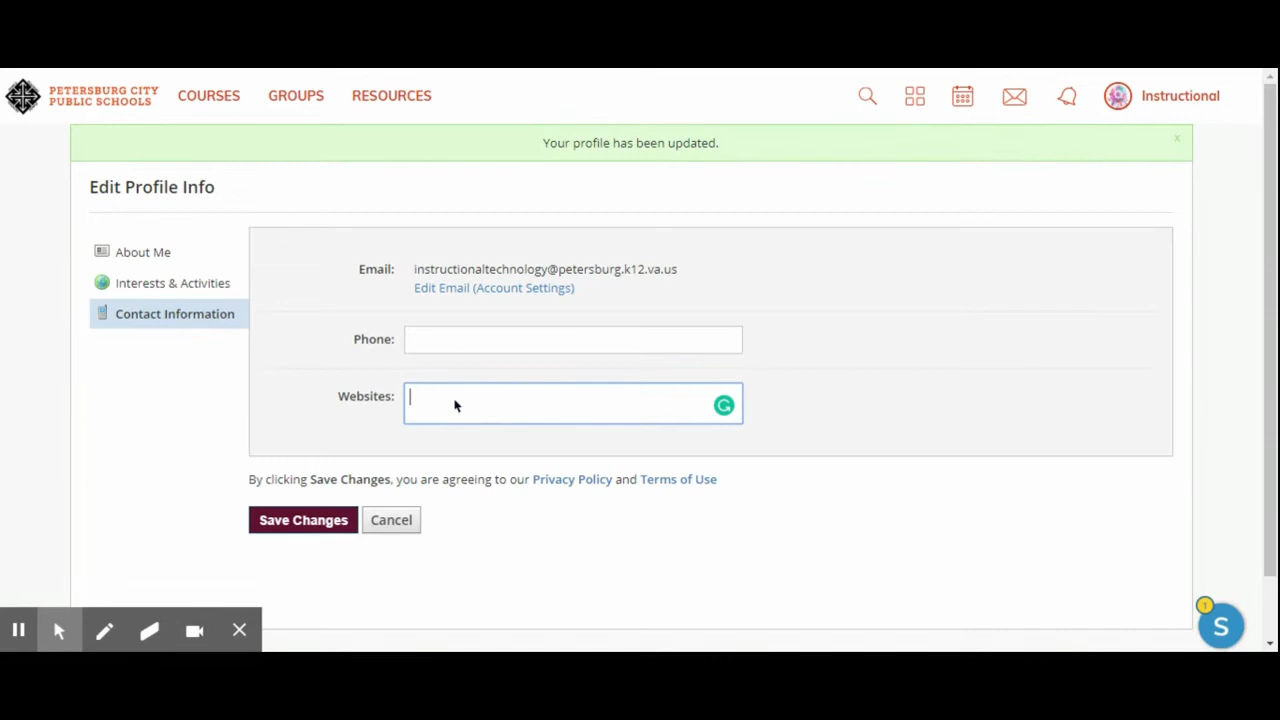 PETERSBURG CITY
PUBLIC SCHOOLS
COURSES
GROUPS
RESOURCES
Instructional
Your profile has been updated.
x
Edit Profile Info
About Me
Interests & Activities
Contact Information
Email:
instructionaltechnology@petersburg.k12.va.us
Edit Email (Account Settings)
Phone:
Websites:
By clicking Save Changes, you are agreeing to our Privacy Policy and Terms of Use
Save Changes
Cancel
1
S